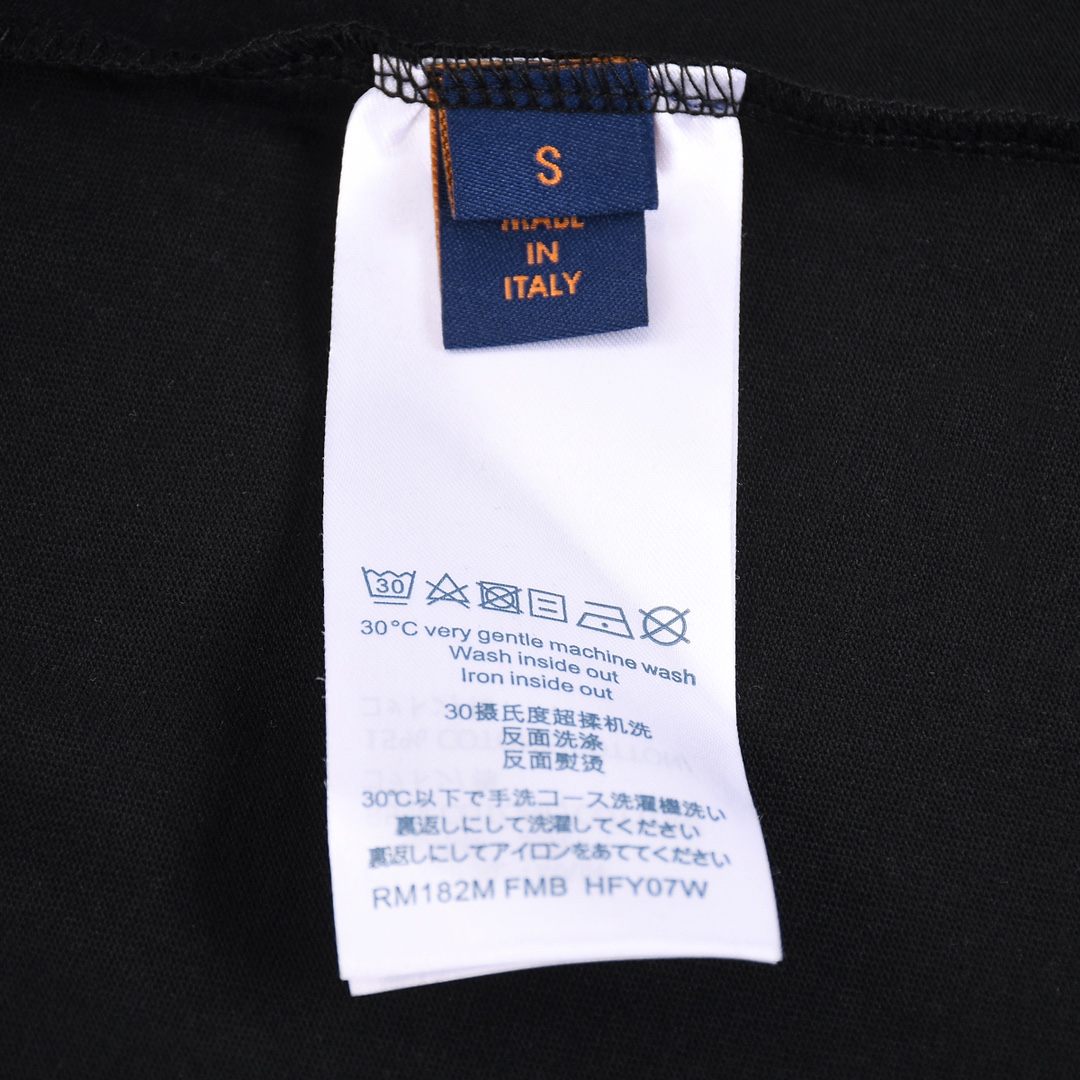 S
MADE
IN
ITALY
30
30°C very gentle machine wash
Wash inside out
Iron inside out
30摄氏度超揉机洗
反面洗涤
反面熨烫
30℃以下で手洗コース洗濯機洗い
裏返しにして洗濯してください
裏返しにしてアイロンをあててください
RM182M FMB HFY07W